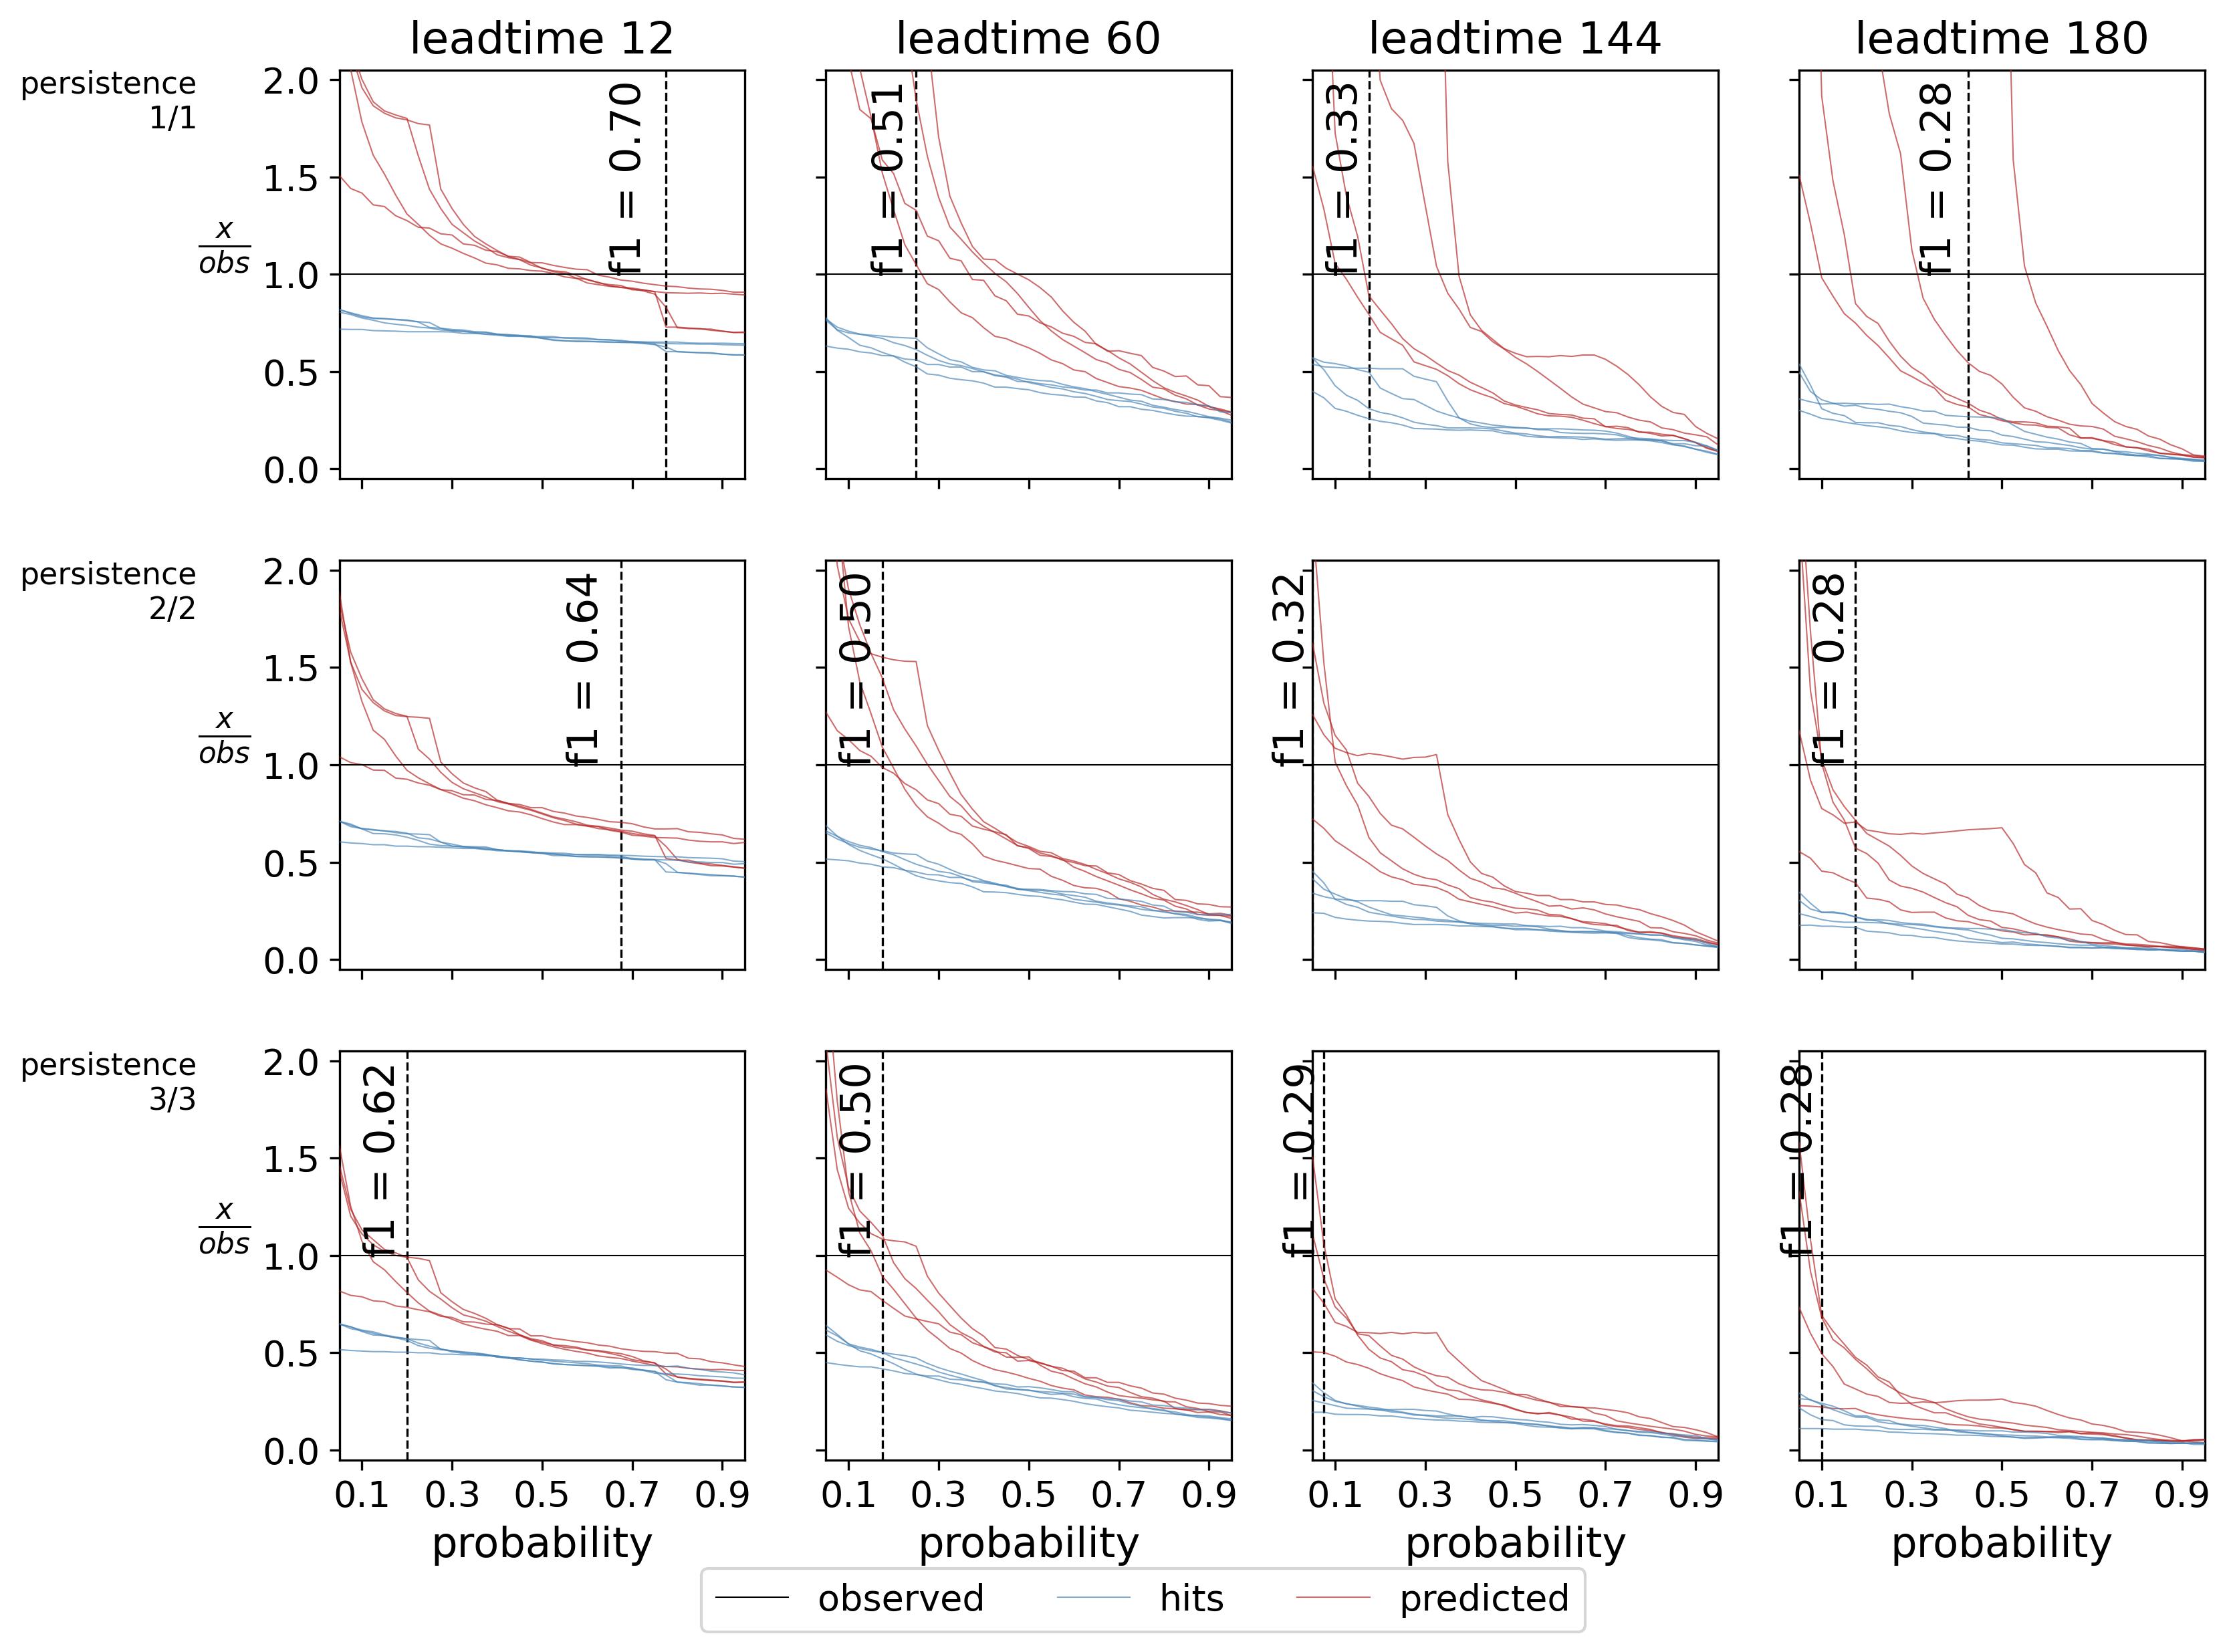 leadtime 12 leadtime 60 leadtime 144 leadtime 180
persistence
1/1
x
obs
2.0
1.5
1.0
0.5
0.0
f1 = 0.70
f1 = 0.51
f1 = 0.33
f1 = 0.28
persistence
2/2
x
obs
2.0
1.5
1.0
0.5
0.0
f1 = 0.64
f1 = 0.50
f1 = 0.32
f1 = 0.28
persistence
3/3
x
obs
2.0
1.5
1.0
0.5
0.0
f1 = 0.62
f1 = 0.50
f1 = 0.29
f1 = 0.28
0.1 0.3 0.5 0.7 0.9 0.1 0.3 0.5 0.7 0.9 0.1 0.3 0.5 0.7 0.9 0.1 0.3 0.5 0.7 0.9
probability probability probability probability
observed hits predicted